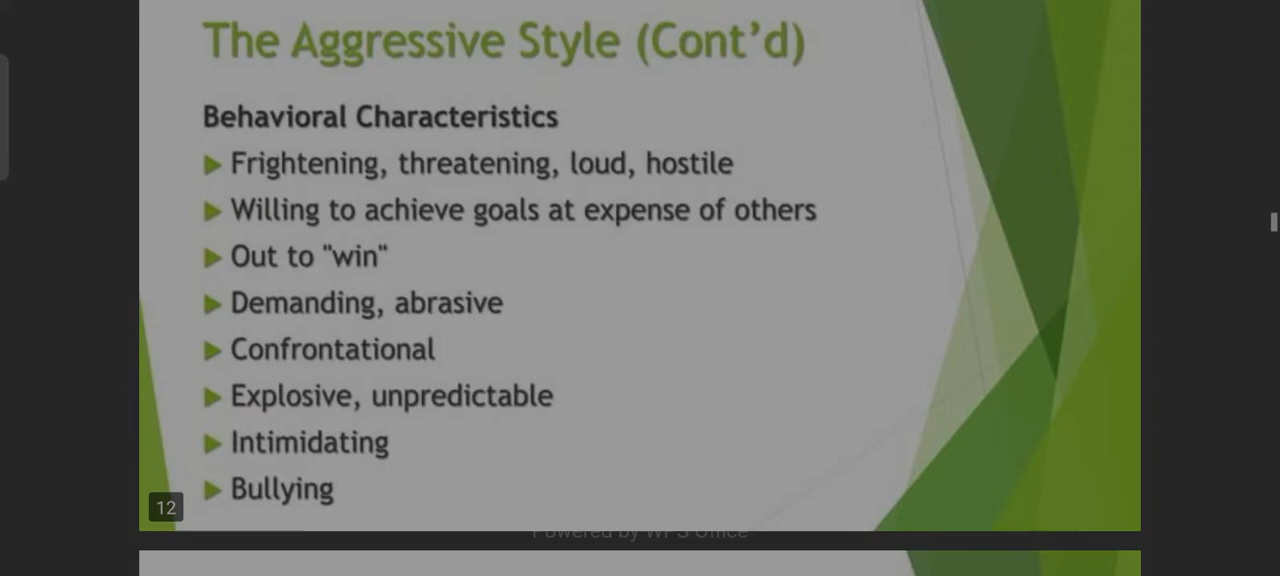 The Aggressive Style (Cont’d)
Behavioral Characteristics
Frightening, threatening, loud, hostile
Willing to achieve goals at expense of others
Out to "win"
Demanding, abrasive
Confrontational
Explosive, unpredictable
Intimidating
Bullying
12
Powered by WPS Office